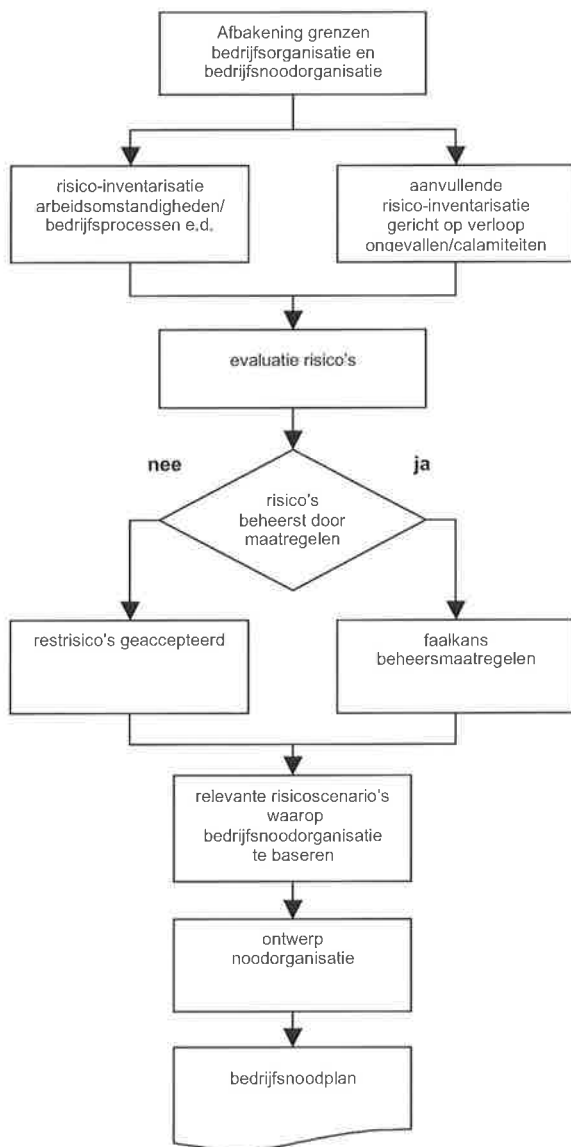 Afbakening grenzen
bedrijfsorganisatie en
bedrijfsnoodorganisatie
risico-inventarisatie
arbeidsomstandigheden/
bedrijfsprocessen e.d.
aanvullende
risico-inventarisatie
gericht op verloop
ongevallen/calamiteiten
evaluatie risico's
nee
ja
risico's
beheerst door
maatregelen
restrisico's geaccepteerd
faalkans
beheersmaatregelen
relevante risicoscenario's
waarop
bedrijfsnoodorganisatie
te baseren
ontwerp
noodorganisatie
bedrijfsnoodplan